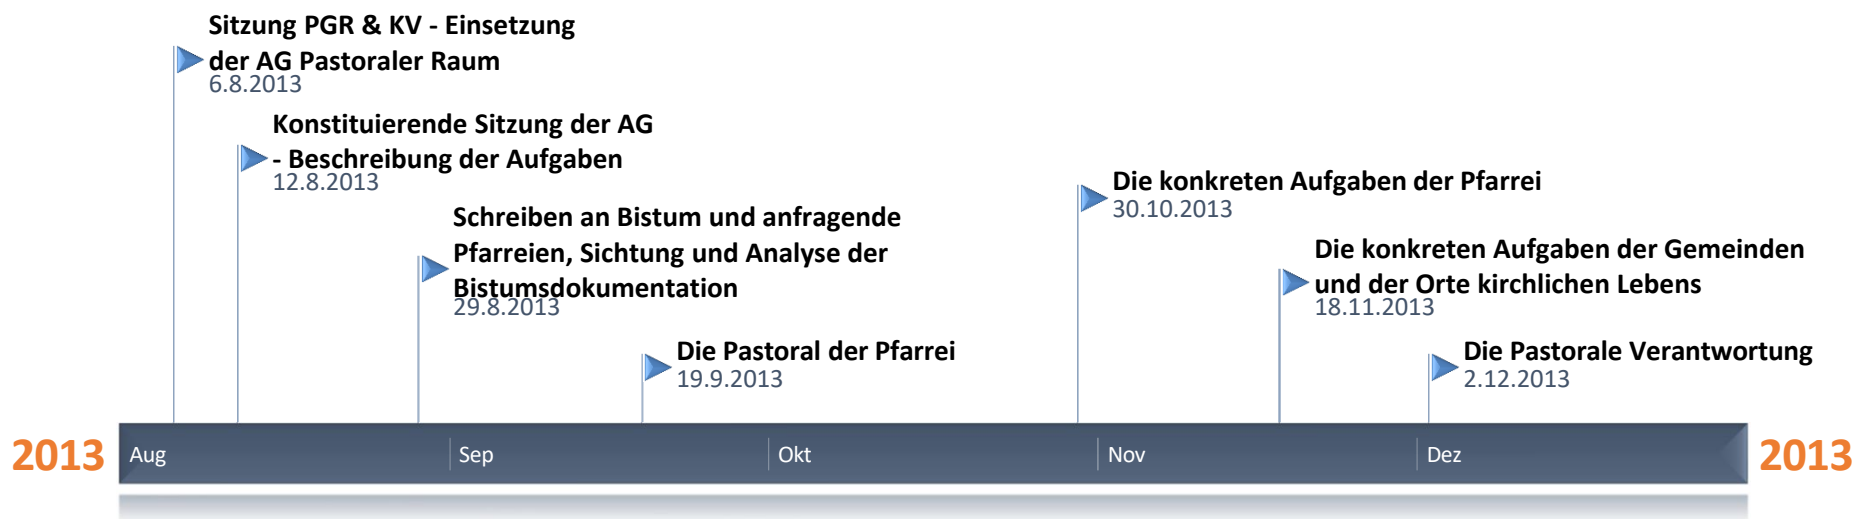 Sitzung PGR & KV - Einsetzung
der AG Pastoraler Raum
6.8.2013
Konstituierende Sitzung der AG
- Beschreibung der Aufgaben
12.8.2013
Schreiben an Bistum und anfragende
Pfarreien, Sichtung und Analyse der
Bistumsdokumentation
29.8.2013
Die Pastoral der Pfarrei
19.9.2013
Die konkreten Aufgaben der Pfarrei
30.10.2013
Die konkreten Aufgaben der Gemeinden
und der Orte kirchlichen Lebens
18.11.2013
Die Pastorale Verantwortung
2.12.2013
2013
Aug
Sep
Okt
Nov
Dez
2013